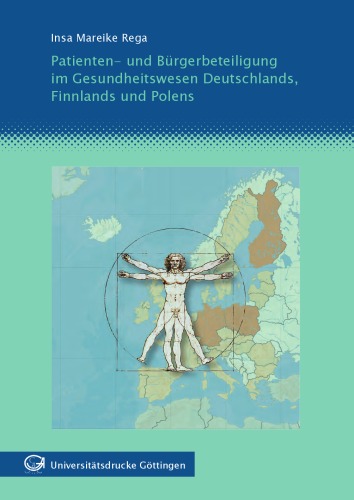 Insa Mareike Rega
Patienten- und Bürgerbeteiligung
im Gesundheitswesen Deutschlands,
Finnlands und Polens
Universitätsdrucke Göttingen